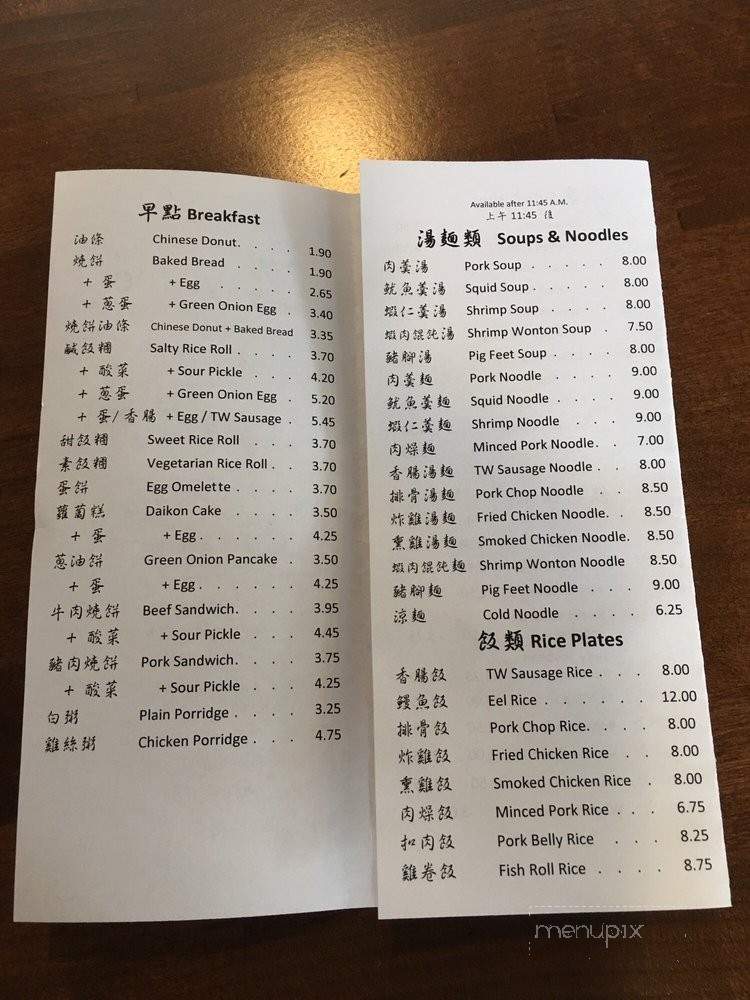 早點 Breakfast
油條 Chinese Donut. . . . 1.90
燒餅 Baked Bread . . . . 1.90
+ 蛋 + Egg . . . . . 2.65
+ 蔥蛋 + Green Onion Egg . 3.40
燒餅油條 Chinese Donut + Baked Bread 3.35
鹹飯糰 Salty Rice Roll . . . . 3.70
+ 酸菜 + Sour Pickle . . . 4.20
+ 蔥蛋 + Green Onion Egg . 5.20
+ 蛋/香腸 + Egg / TW Sausage . 5.45
甜飯糰 Sweet Rice Roll . . . 3.70
素飯糰 Vegetarian Rice Roll . . 3.70
蛋餅 Egg Omelette . . . . 3.70
蘿蔔糕 Daikon Cake . . . . 3.50
+ 蛋 + Egg . . . . . 4.25
蔥油餅 Green Onion Pancake . 3.50
+ 蛋 + Egg . . . . . 4.25
牛肉燒餅 Beef Sandwich. . . . 3.95
+ 酸菜 + Sour Pickle . . . 4.45
豬肉燒餅 Pork Sandwich. . . . 3.75
+ 酸菜 + Sour Pickle . . . 4.25
白粥 Plain Porridge . . . . 3.25
雞絲粥 Chicken Porridge . . . 4.75
Available after 11:45 A.M.
上午 11:45 後
湯麵類 Soups & Noodles
肉羹湯 Pork Soup . . . . . 8.00
魷魚羹湯 Squid Soup . . . . . 8.00
蝦仁羹湯 Shrimp Soup . . . . 8.00
蝦肉餛飩湯 Shrimp Wonton Soup . 7.50
豬腳湯 Pig Feet Soup . . . . 8.00
肉羹麵 Pork Noodle . . . . 9.00
魷魚羹麵 Squid Noodle . . . . 9.00
蝦仁羹麵 Shrimp Noodle . . . 9.00
肉燥麵 Minced Pork Noodle. . 7.00
香腸湯麵 TW Sausage Noodle . . 8.00
排骨湯麵 Pork Chop Noodle . . 8.50
炸雞湯麵 Fried Chicken Noodle. . 8.50
熏雞湯麵 Smoked Chicken Noodle. 8.50
蝦肉餛飩麵 Shrimp Wonton Noodle 8.50
豬腳麵 Pig Feet Noodle . . . 9.00
涼麵 Cold Noodle . . . . 6.25
飯類 Rice Plates
香腸飯 TW Sausage Rice . . . 8.00
鰻魚飯 Eel Rice . . . . . . 12.00
排骨飯 Pork Chop Rice. . . . 8.00
炸雞飯 Fried Chicken Rice . . 8.00
熏雞飯 Smoked Chicken Rice . 8.00
肉燥飯 Minced Pork Rice . . . 6.75
扣肉飯 Pork Belly Rice . . . 8.25
雞卷飯 Fish Roll Rice . . . . 8.75
menupix